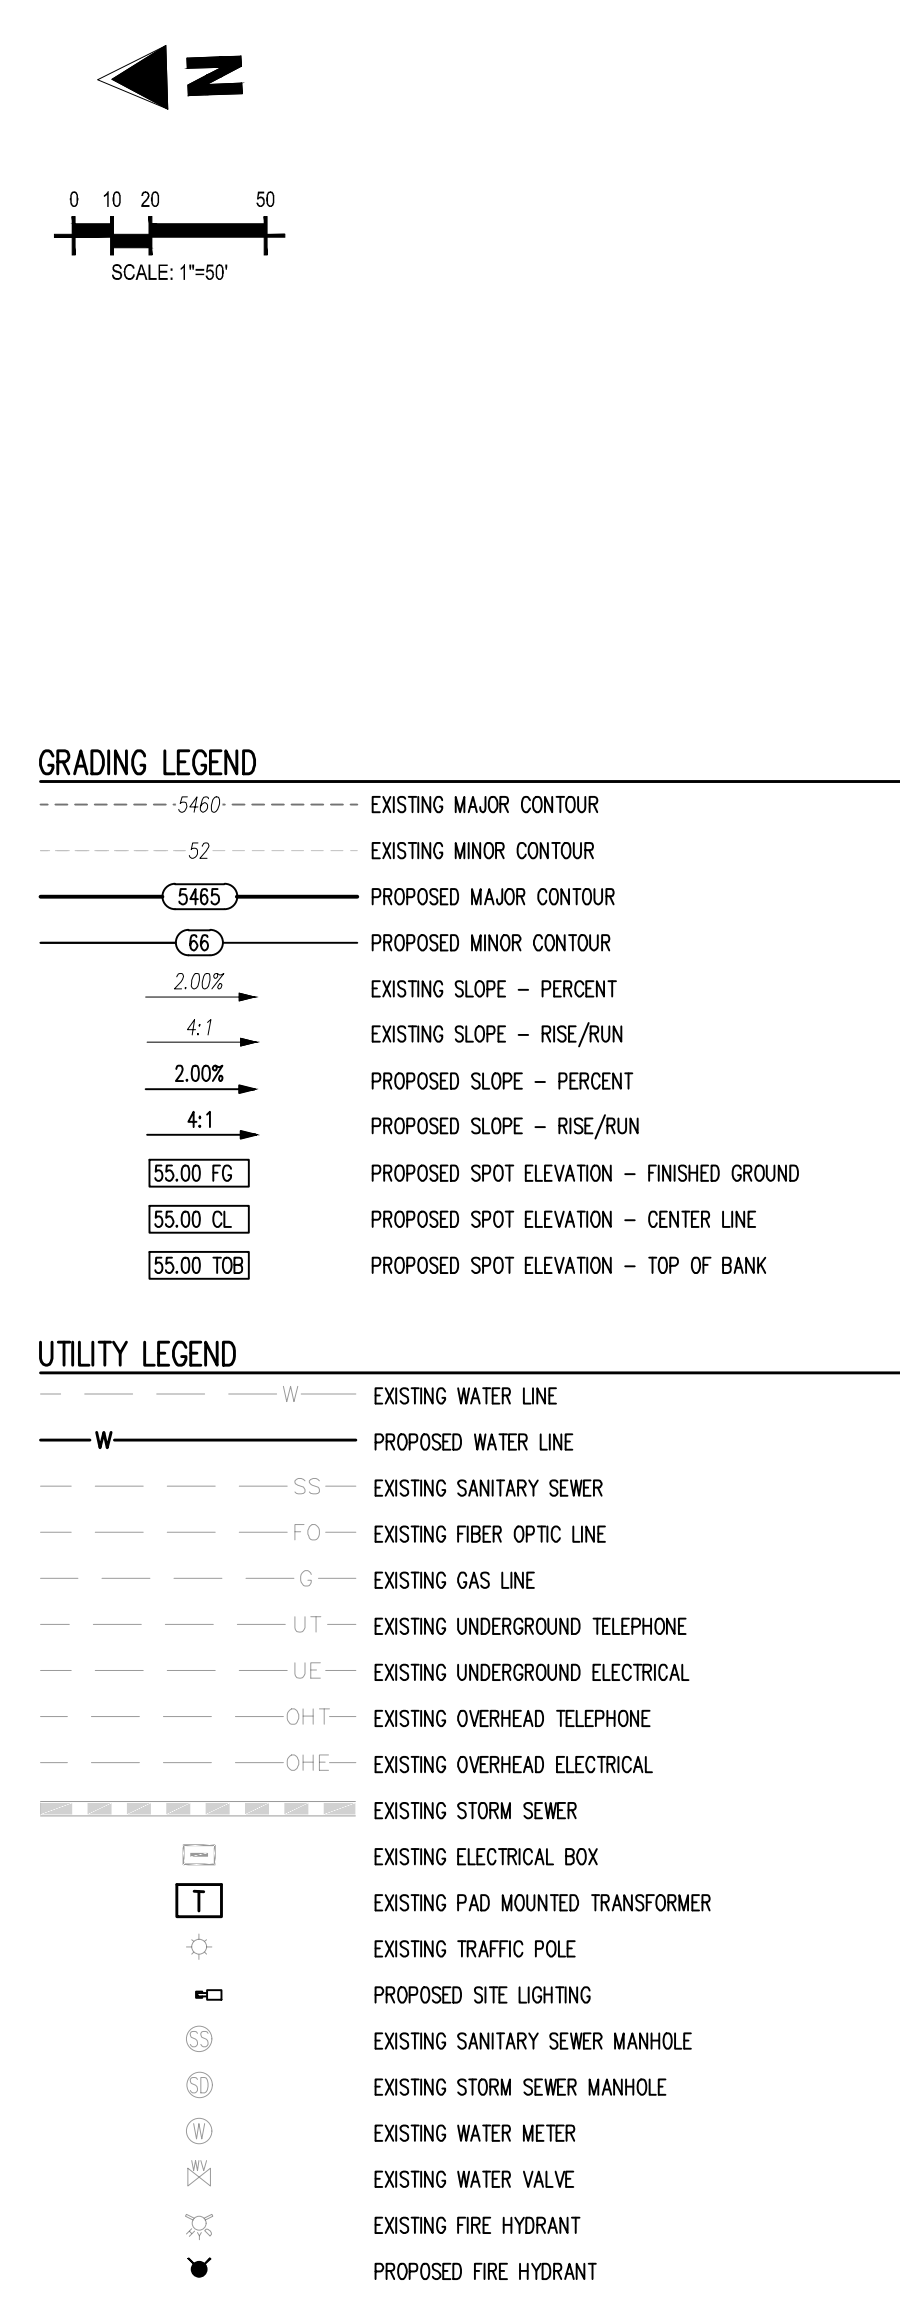 N
0 10 20 50
SCALE: 1"=50'
GRADING LEGEND
5460 EXISTING MAJOR CONTOUR
52 EXISTING MINOR CONTOUR
5465 PROPOSED MAJOR CONTOUR
66 PROPOSED MINOR CONTOUR
2.00% EXISTING SLOPE - PERCENT
4:1 EXISTING SLOPE - RISE/RUN
2.00% PROPOSED SLOPE - PERCENT
4:1 PROPOSED SLOPE - RISE/RUN
55.00 FG PROPOSED SPOT ELEVATION - FINISHED GROUND
55.00 CL PROPOSED SPOT ELEVATION - CENTER LINE
55.00 TOB PROPOSED SPOT ELEVATION - TOP OF BANK
UTILITY LEGEND
W EXISTING WATER LINE
W PROPOSED WATER LINE
SS EXISTING SANITARY SEWER
FO EXISTING FIBER OPTIC LINE
G EXISTING GAS LINE
UT EXISTING UNDERGROUND TELEPHONE
UE EXISTING UNDERGROUND ELECTRICAL
OHT EXISTING OVERHEAD TELEPHONE
OHE EXISTING OVERHEAD ELECTRICAL
EXISTING STORM SEWER
EXISTING ELECTRICAL BOX
T EXISTING PAD MOUNTED TRANSFORMER
EXISTING TRAFFIC POLE
PROPOSED SITE LIGHTING
SS EXISTING SANITARY SEWER MANHOLE
SD EXISTING STORM SEWER MANHOLE
W EXISTING WATER METER
WV EXISTING WATER VALVE
EXISTING FIRE HYDRANT
PROPOSED FIRE HYDRANT